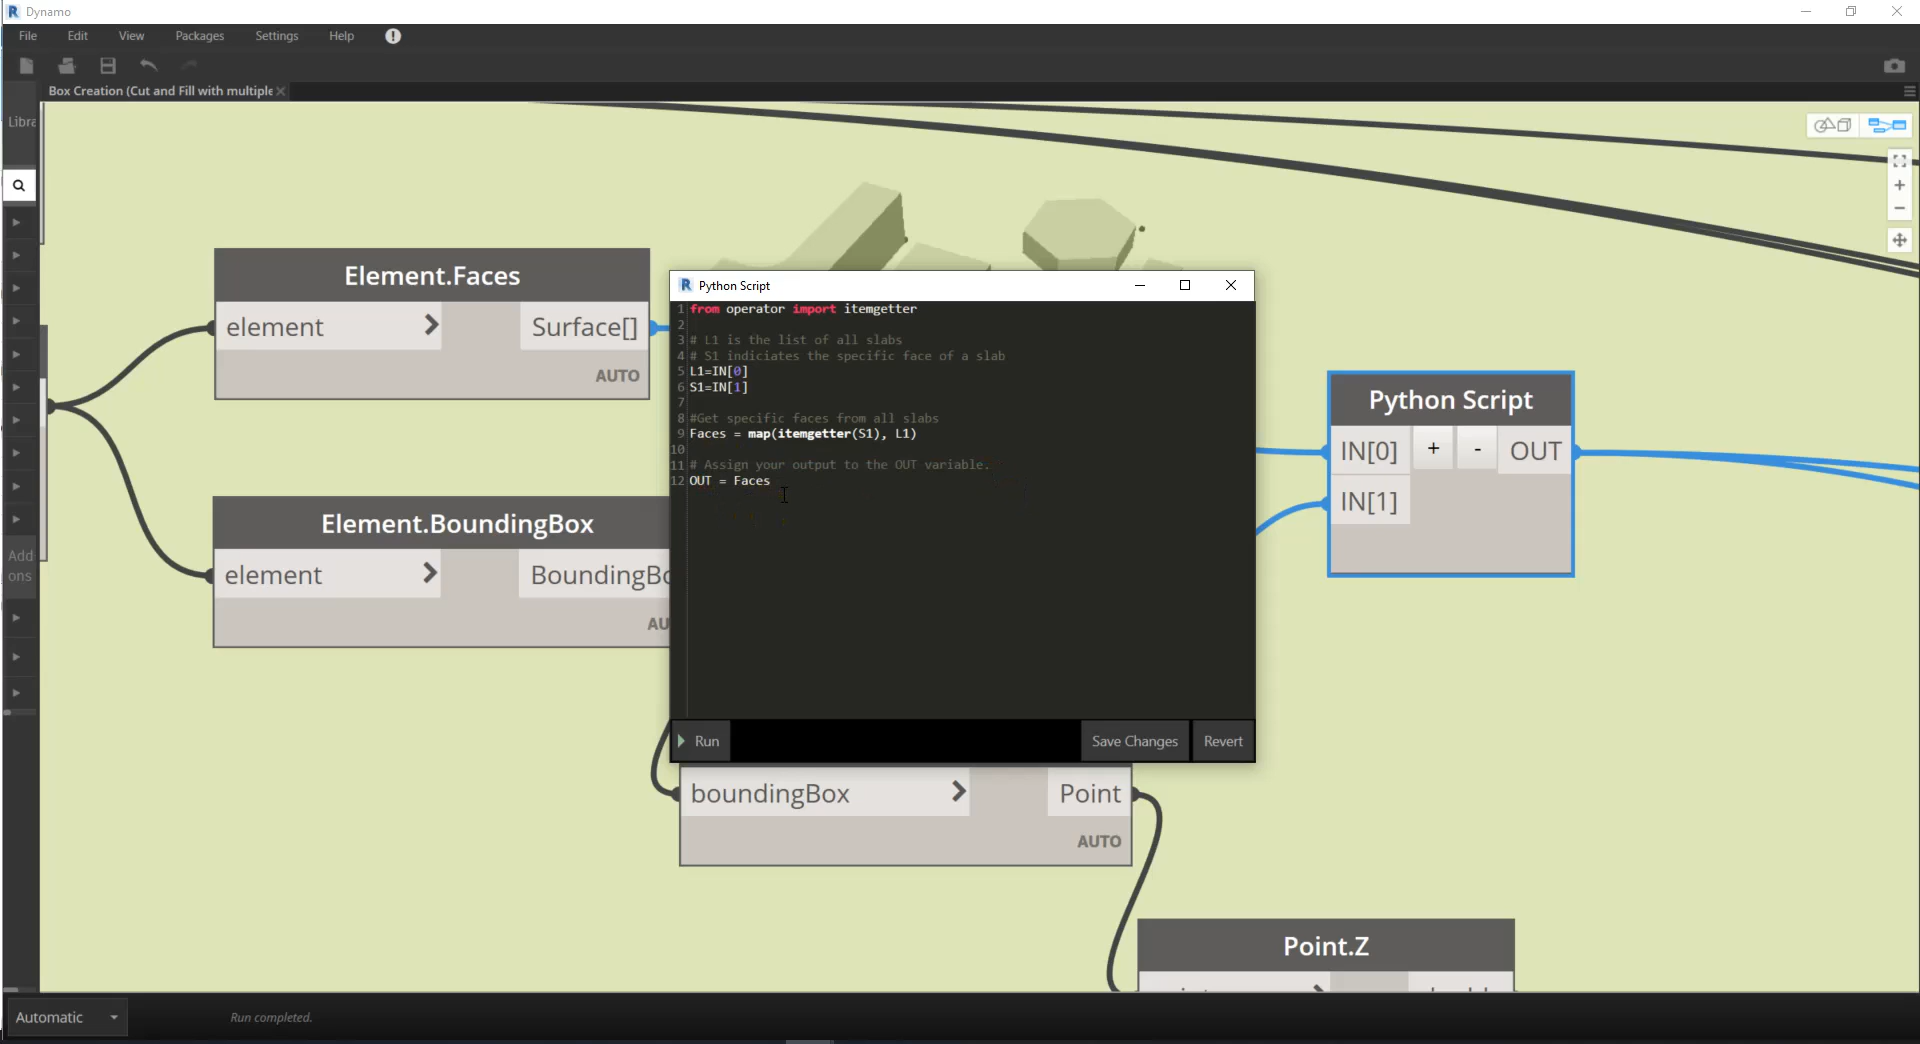 Dynamo
File Edit View Packages Settings Help
Box Creation (Cut and Fill with multiple
Libra
Add
ons
Element.Faces
element
Surface[]
AUTO
Element.BoundingBox
element
AU
Python Script
1 from operator import itemgetter
2
3 # L1 is the list of all slabs
4 # S1 indiciates the specific face of a slab
5 L1=IN[0]
6 S1=IN[1]
7
8 #Get specific faces from all slabs
9 Faces = map(itemgetter(S1), L1)
10
11 # Assign your output to the OUT variable.
12 OUT = Faces
Run
Save Changes
Revert
Python Script
IN[0] + - OUT
IN[1]
boundingBox
Point
AUTO
Point.Z
Automatic
Run completed.